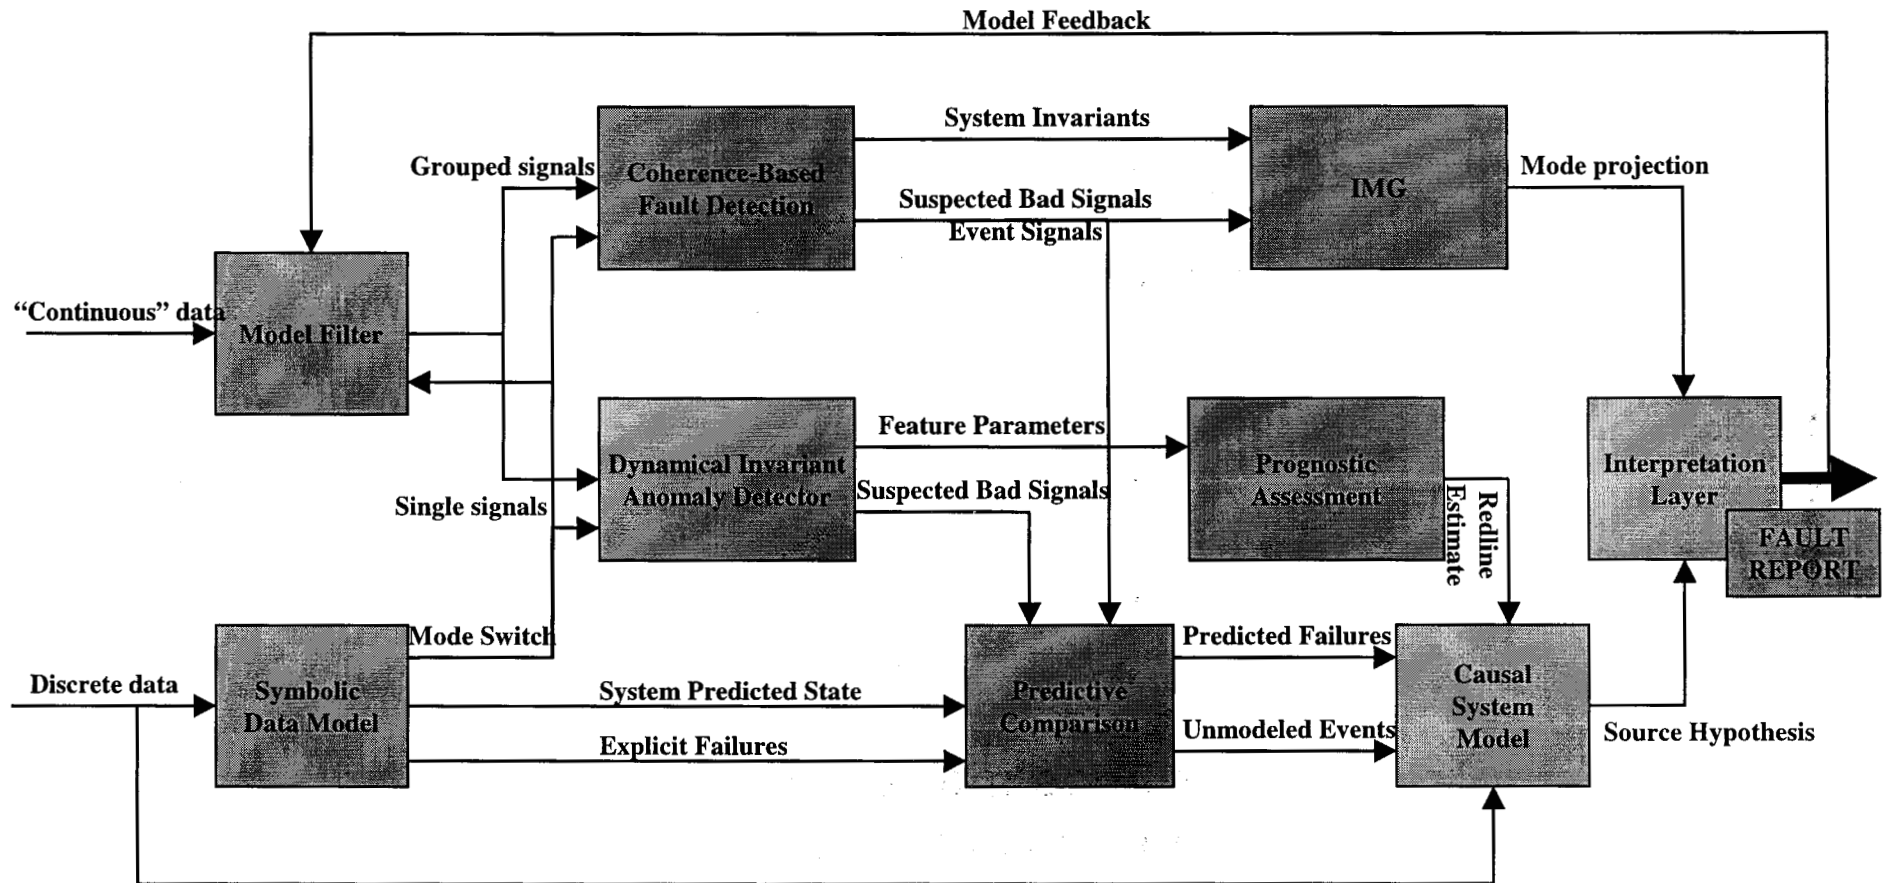 Model Feedback
System Invariants
Grouped signals
Coherence-Based
Fault Detection
IMG
Mode projection
Suspected Bad Signals
Event Signals
“Continuous” data
Model Filter
Feature Parameters
Dynamical Invariant
Anomaly Detector
Suspected Bad Signals
Single signals
Prognostic
Assessment
Redline
Estimate
Interpretation
Layer
FAULT
REPORT
Mode Switch
Discrete data
Symbolic
Data Model
System Predicted State
Explicit Failures
Predictive
Comparison
Predicted Failures
Unmodeled Events
Causal
System
Model
Source Hypothesis